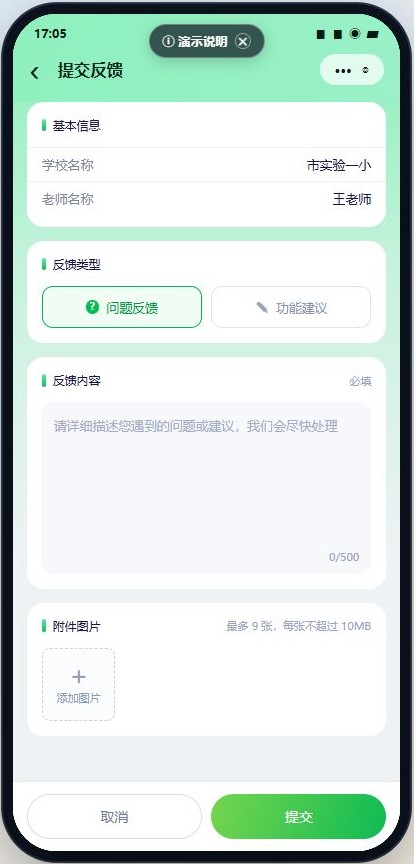 17:05
演示说明
提交反馈
基本信息
学校名称 市实验一小
老师名称 王老师
反馈类型
问题反馈 功能建议
反馈内容 必填
请详细描述您遇到的问题或建议，我们会尽快处理
0/500
附件图片 最多 9 张，每张不超过 10MB
添加图片
取消 提交